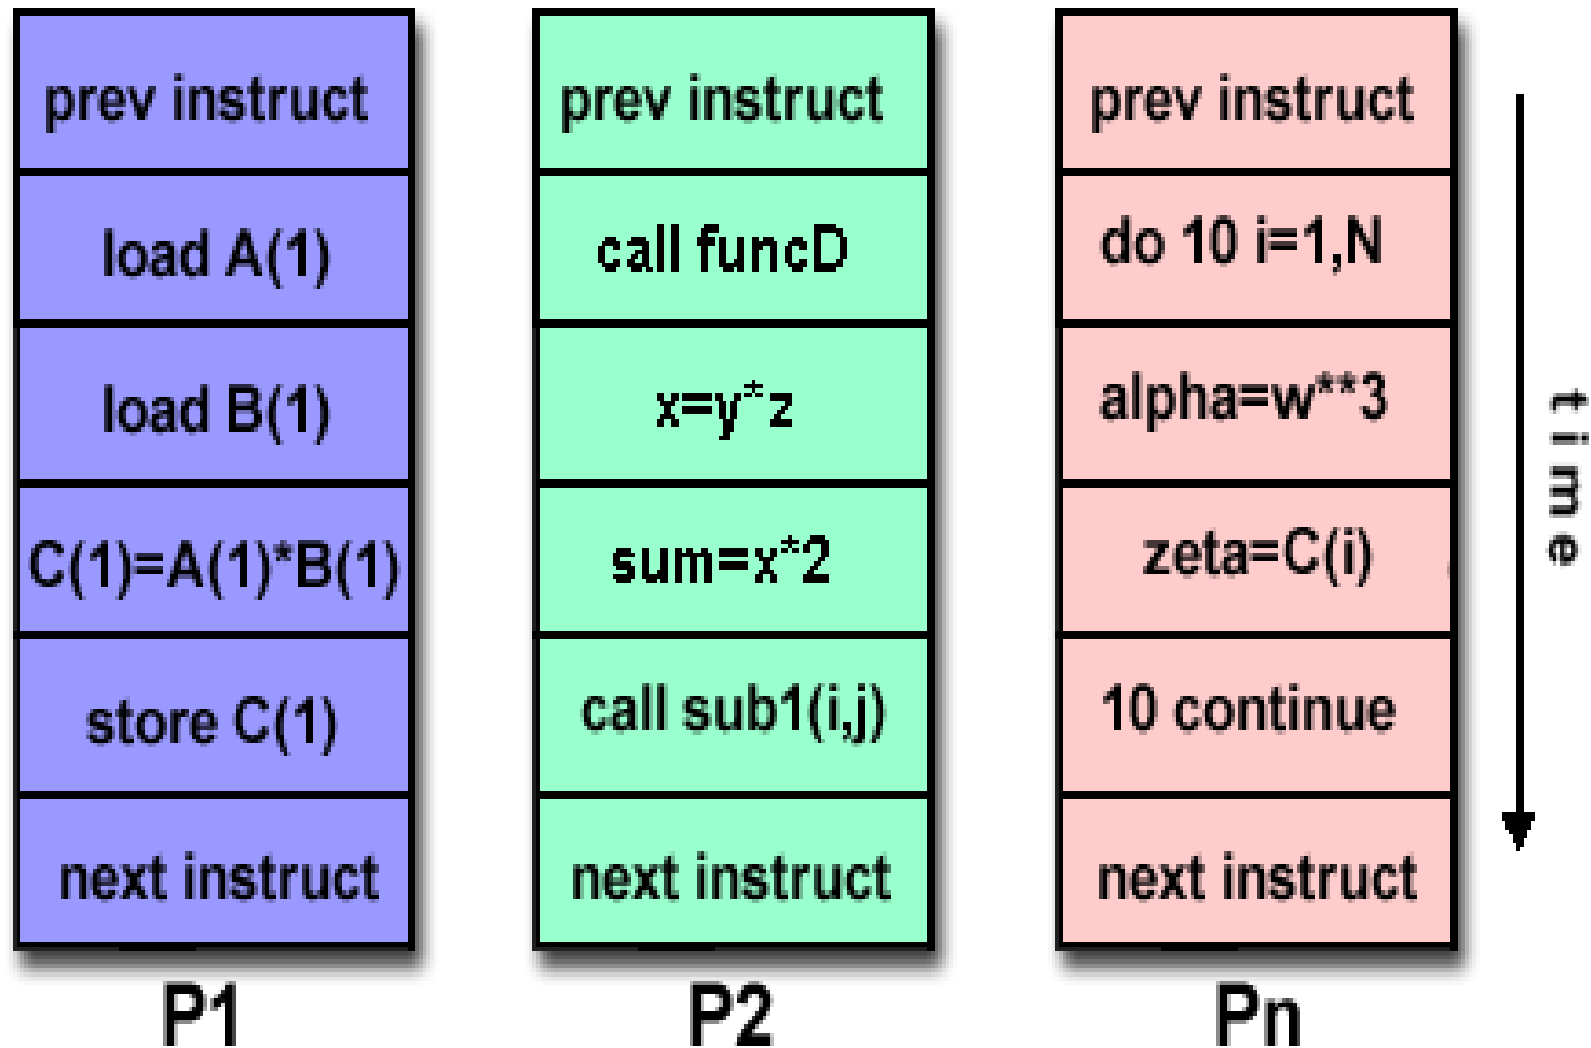 prev instruct
load A(1)
load B(1)
C(1)=A(1)*B(1)
store C(1)
next instruct
P1
prev instruct
call funcD
x=y*z
sum=x*2
call sub1(i,j)
next instruct
P2
prev instruct
do 10 i=1,N
alpha=w**3
zeta=C(i)
10 continue
next instruct
Pn
time